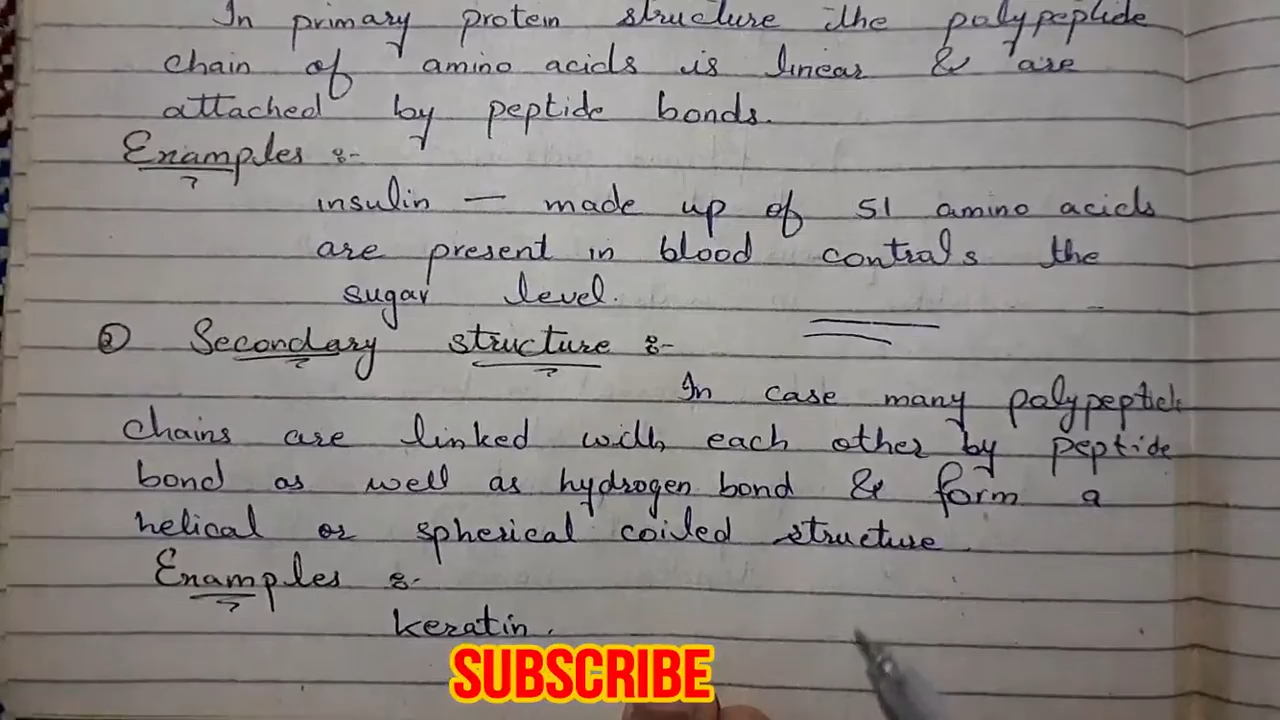 In primary protein structure the polypeptide
chain of amino acids is linear & are
attached by peptide bonds.
Examples :-
insulin — made up of 51 amino acids
are present in blood contrals the
sugar level.
② Secondary structure :-
In case many polypeptide
chains are linked with each other by peptide
bond as well as hydrogen bond & form a
helical or spherical coiled structure.
Examples :-
keratin.
SUBSCRIBE